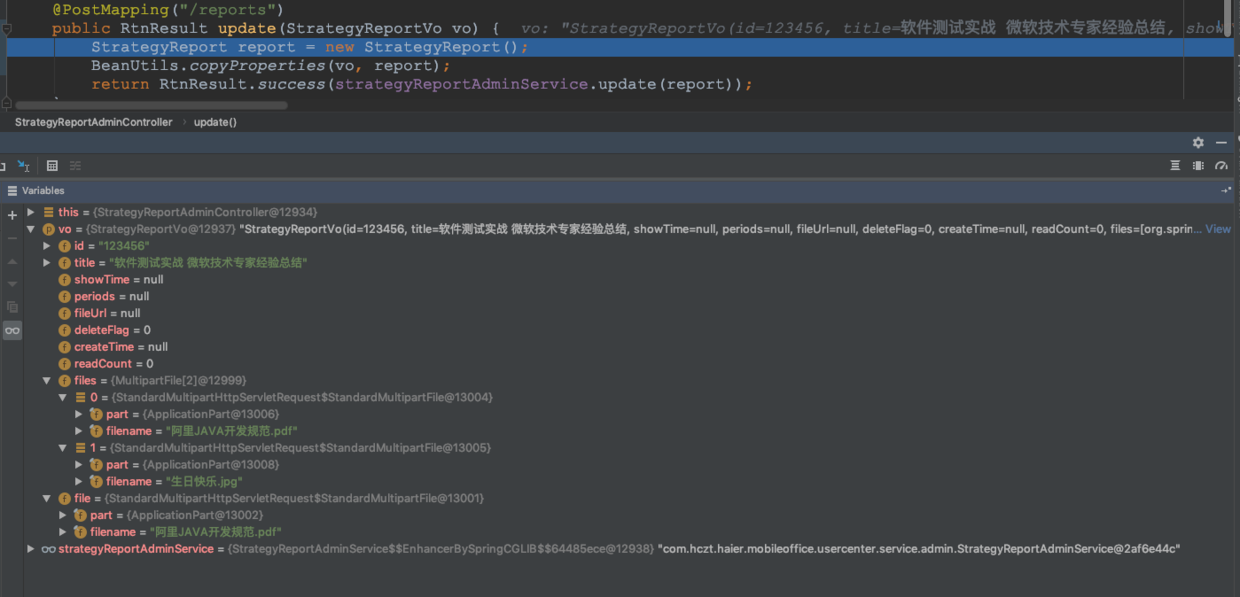 @PostMapping("/reports")
public RtnResult update(StrategyReportVo vo) { vo: "StrategyReportVo(id=123456, title=软件测试实战 微软技术专家经验总结, show
StrategyReport report = new StrategyReport();
BeanUtils.copyProperties(vo, report);
return RtnResult.success(strategyReportAdminService.update(report));
StrategyReportAdminController › update()
Variables
this = {StrategyReportAdminController@12934}
vo = {StrategyReportVo@12937} "StrategyReportVo(id=123456, title=软件测试实战 微软技术专家经验总结, showTime=null, periods=null, fileUrl=null, deleteFlag=0, createTime=null, readCount=0, files=[org.sprin... View
id = "123456"
title = "软件测试实战 微软技术专家经验总结"
showTime = null
periods = null
fileUrl = null
deleteFlag = 0
createTime = null
readCount = 0
files = {MultipartFile[2]@12999}
0 = {StandardMultipartHttpServletRequest$StandardMultipartFile@13004}
part = {ApplicationPart@13006}
filename = "阿里JAVA开发规范.pdf"
1 = {StandardMultipartHttpServletRequest$StandardMultipartFile@13005}
part = {ApplicationPart@13008}
filename = "生日快乐.jpg"
file = {StandardMultipartHttpServletRequest$StandardMultipartFile@13001}
part = {ApplicationPart@13002}
filename = "阿里JAVA开发规范.pdf"
strategyReportAdminService = {StrategyReportAdminService$$EnhancerBySpringCGLIB$$64485ece@12938} "com.hczt.haier.mobileoffice.usercenter.service.admin.StrategyReportAdminService@2af6e44c"